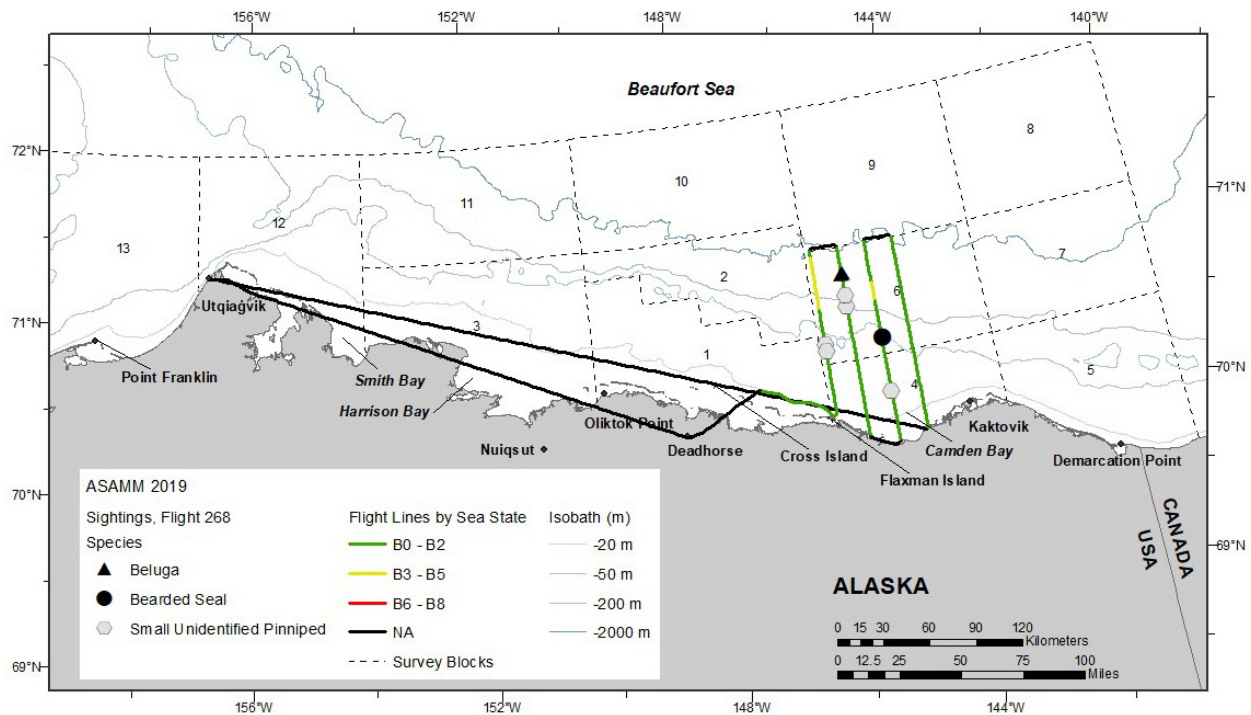 156°W 152°W 148°W 144°W 140°W
Beaufort Sea
72°N
71°N
71°N
70°N
70°N
69°N
69°N
8
9
10
11
12
13
7
2
6
3
1
5
4
Utqiaġvik
Point Franklin
Smith Bay
Harrison Bay
Oliktok Point
Nuiqsut
Deadhorse
Cross Island
Flaxman Island
Camden Bay
Kaktovik
Demarcation Point
CANADA
USA
ALASKA
ASAMM 2019
Sightings, Flight 268
Species
Beluga
Bearded Seal
Small Unidentified Pinniped
Flight Lines by Sea State
B0 - B2
B3 - B5
B6 - B8
NA
Survey Blocks
Isobath (m)
-20 m
-50 m
-200 m
-2000 m
0 15 30 60 90 120
Kilometers
0 12.5 25 50 75 100
Miles
156°W 152°W 148°W 144°W 140°W